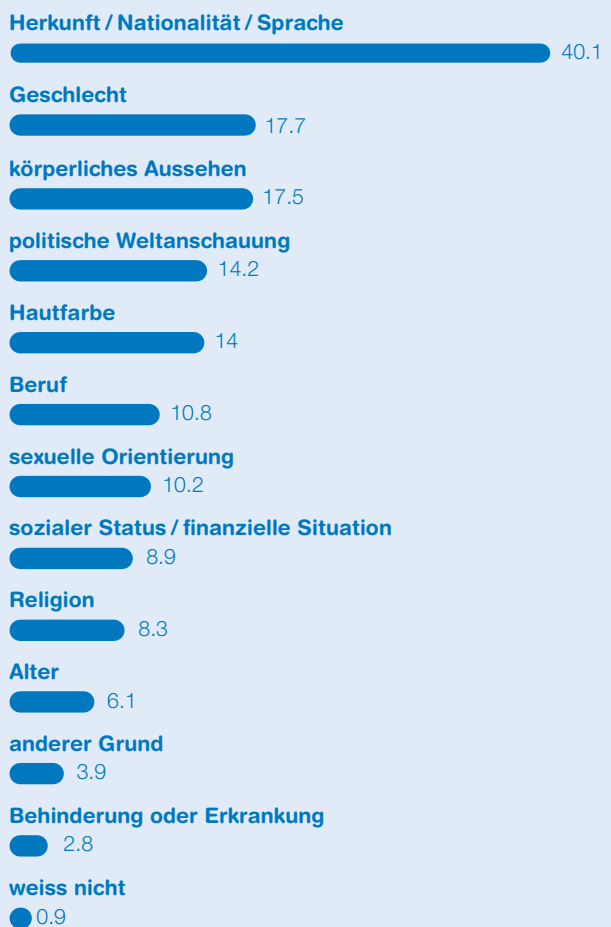 Herkunft / Nationalität / Sprache
40.1
Geschlecht
17.7
körperliches Aussehen
17.5
politische Weltanschauung
14.2
Hautfarbe
14
Beruf
10.8
sexuelle Orientierung
10.2
sozialer Status / finanzielle Situation
8.9
Religion
8.3
Alter
6.1
anderer Grund
3.9
Behinderung oder Erkrankung
2.8
weiss nicht
0.9